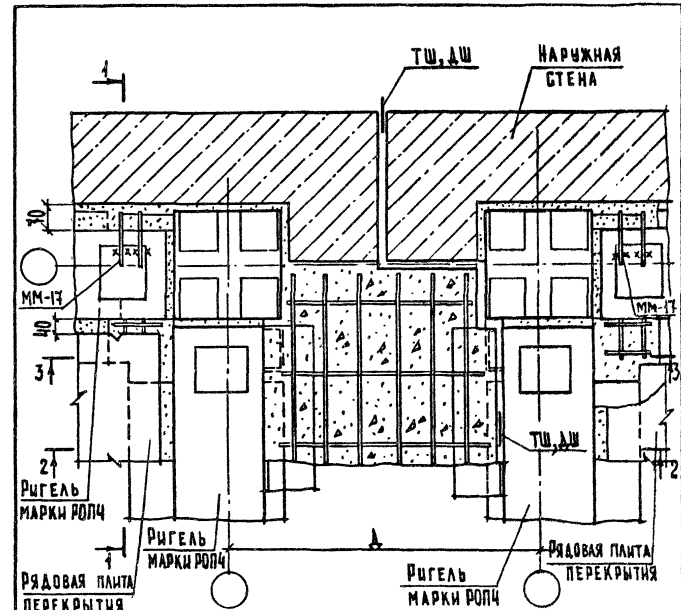 ТШ, ДШ
НАРУЖНАЯ
СТЕНА
1
70
ММ-17
ММ-17
40
3
3
2
2
ТШ, ДШ
РИГЕЛЬ
МАРКИ РОП4
1
РИГЕЛЬ
МАРКИ РОП4
Д
РИГЕЛЬ
МАРКИ РОП4
РЯДОВАЯ ПЛИТА
ПЕРЕКРЫТИЯ
РЯДОВАЯ ПЛИТА
ПЕРЕКРЫТИЯ